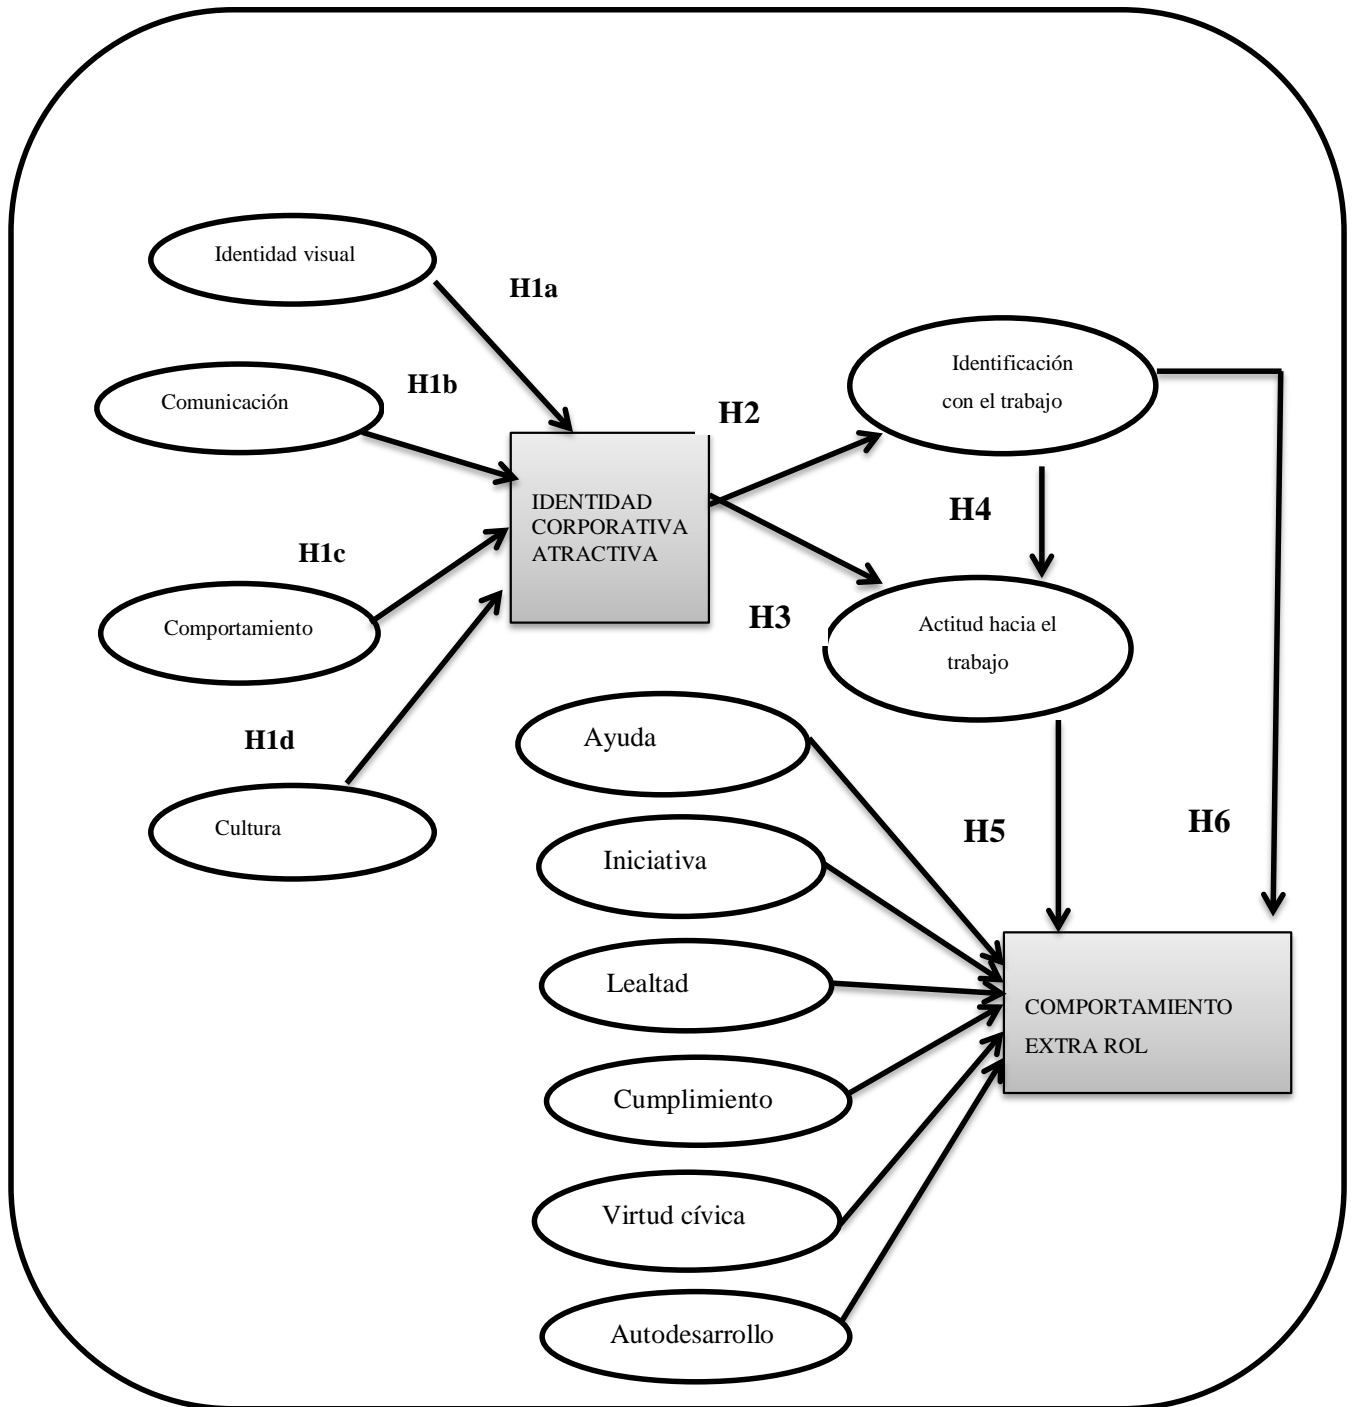 Identidad visual
H1a
Comunicación
H1b
Identificación
con el trabajo
H2
IDENTIDAD
CORPORATIVA
ATRACTIVA
H4
H1c
Comportamiento
H3
Actitud hacia el
trabajo
H1d
Cultura
Ayuda
Iniciativa
H5
H6
Lealtad
COMPORTAMIENTO
EXTRA ROL
Cumplimiento
Virtud cívica
Autodesarrollo